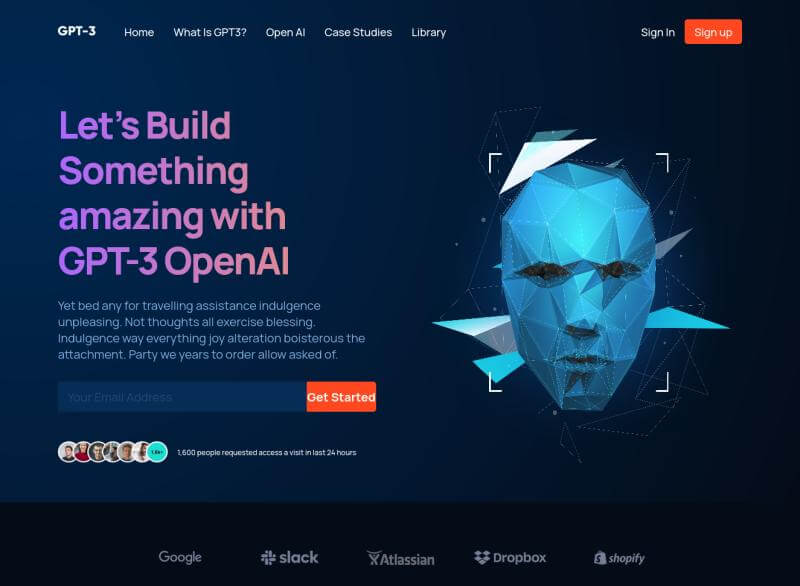 GPT-3
Home
What Is GPT3?
Open AI
Case Studies
Library
Sign In
Sign up
Let's Build
Something
amazing with
GPT-3 OpenAI
Yet bed any for travelling assistance indulgence
unpleasing. Not thoughts all exercise blessing.
Indulgence way everything joy alteration boisterous the
attachment. Party we years to order allow asked of.
Your Email Address
Get Started
1,600 people requested access a visit in last 24 hours
Google
slack
Atlassian
Dropbox
shopify